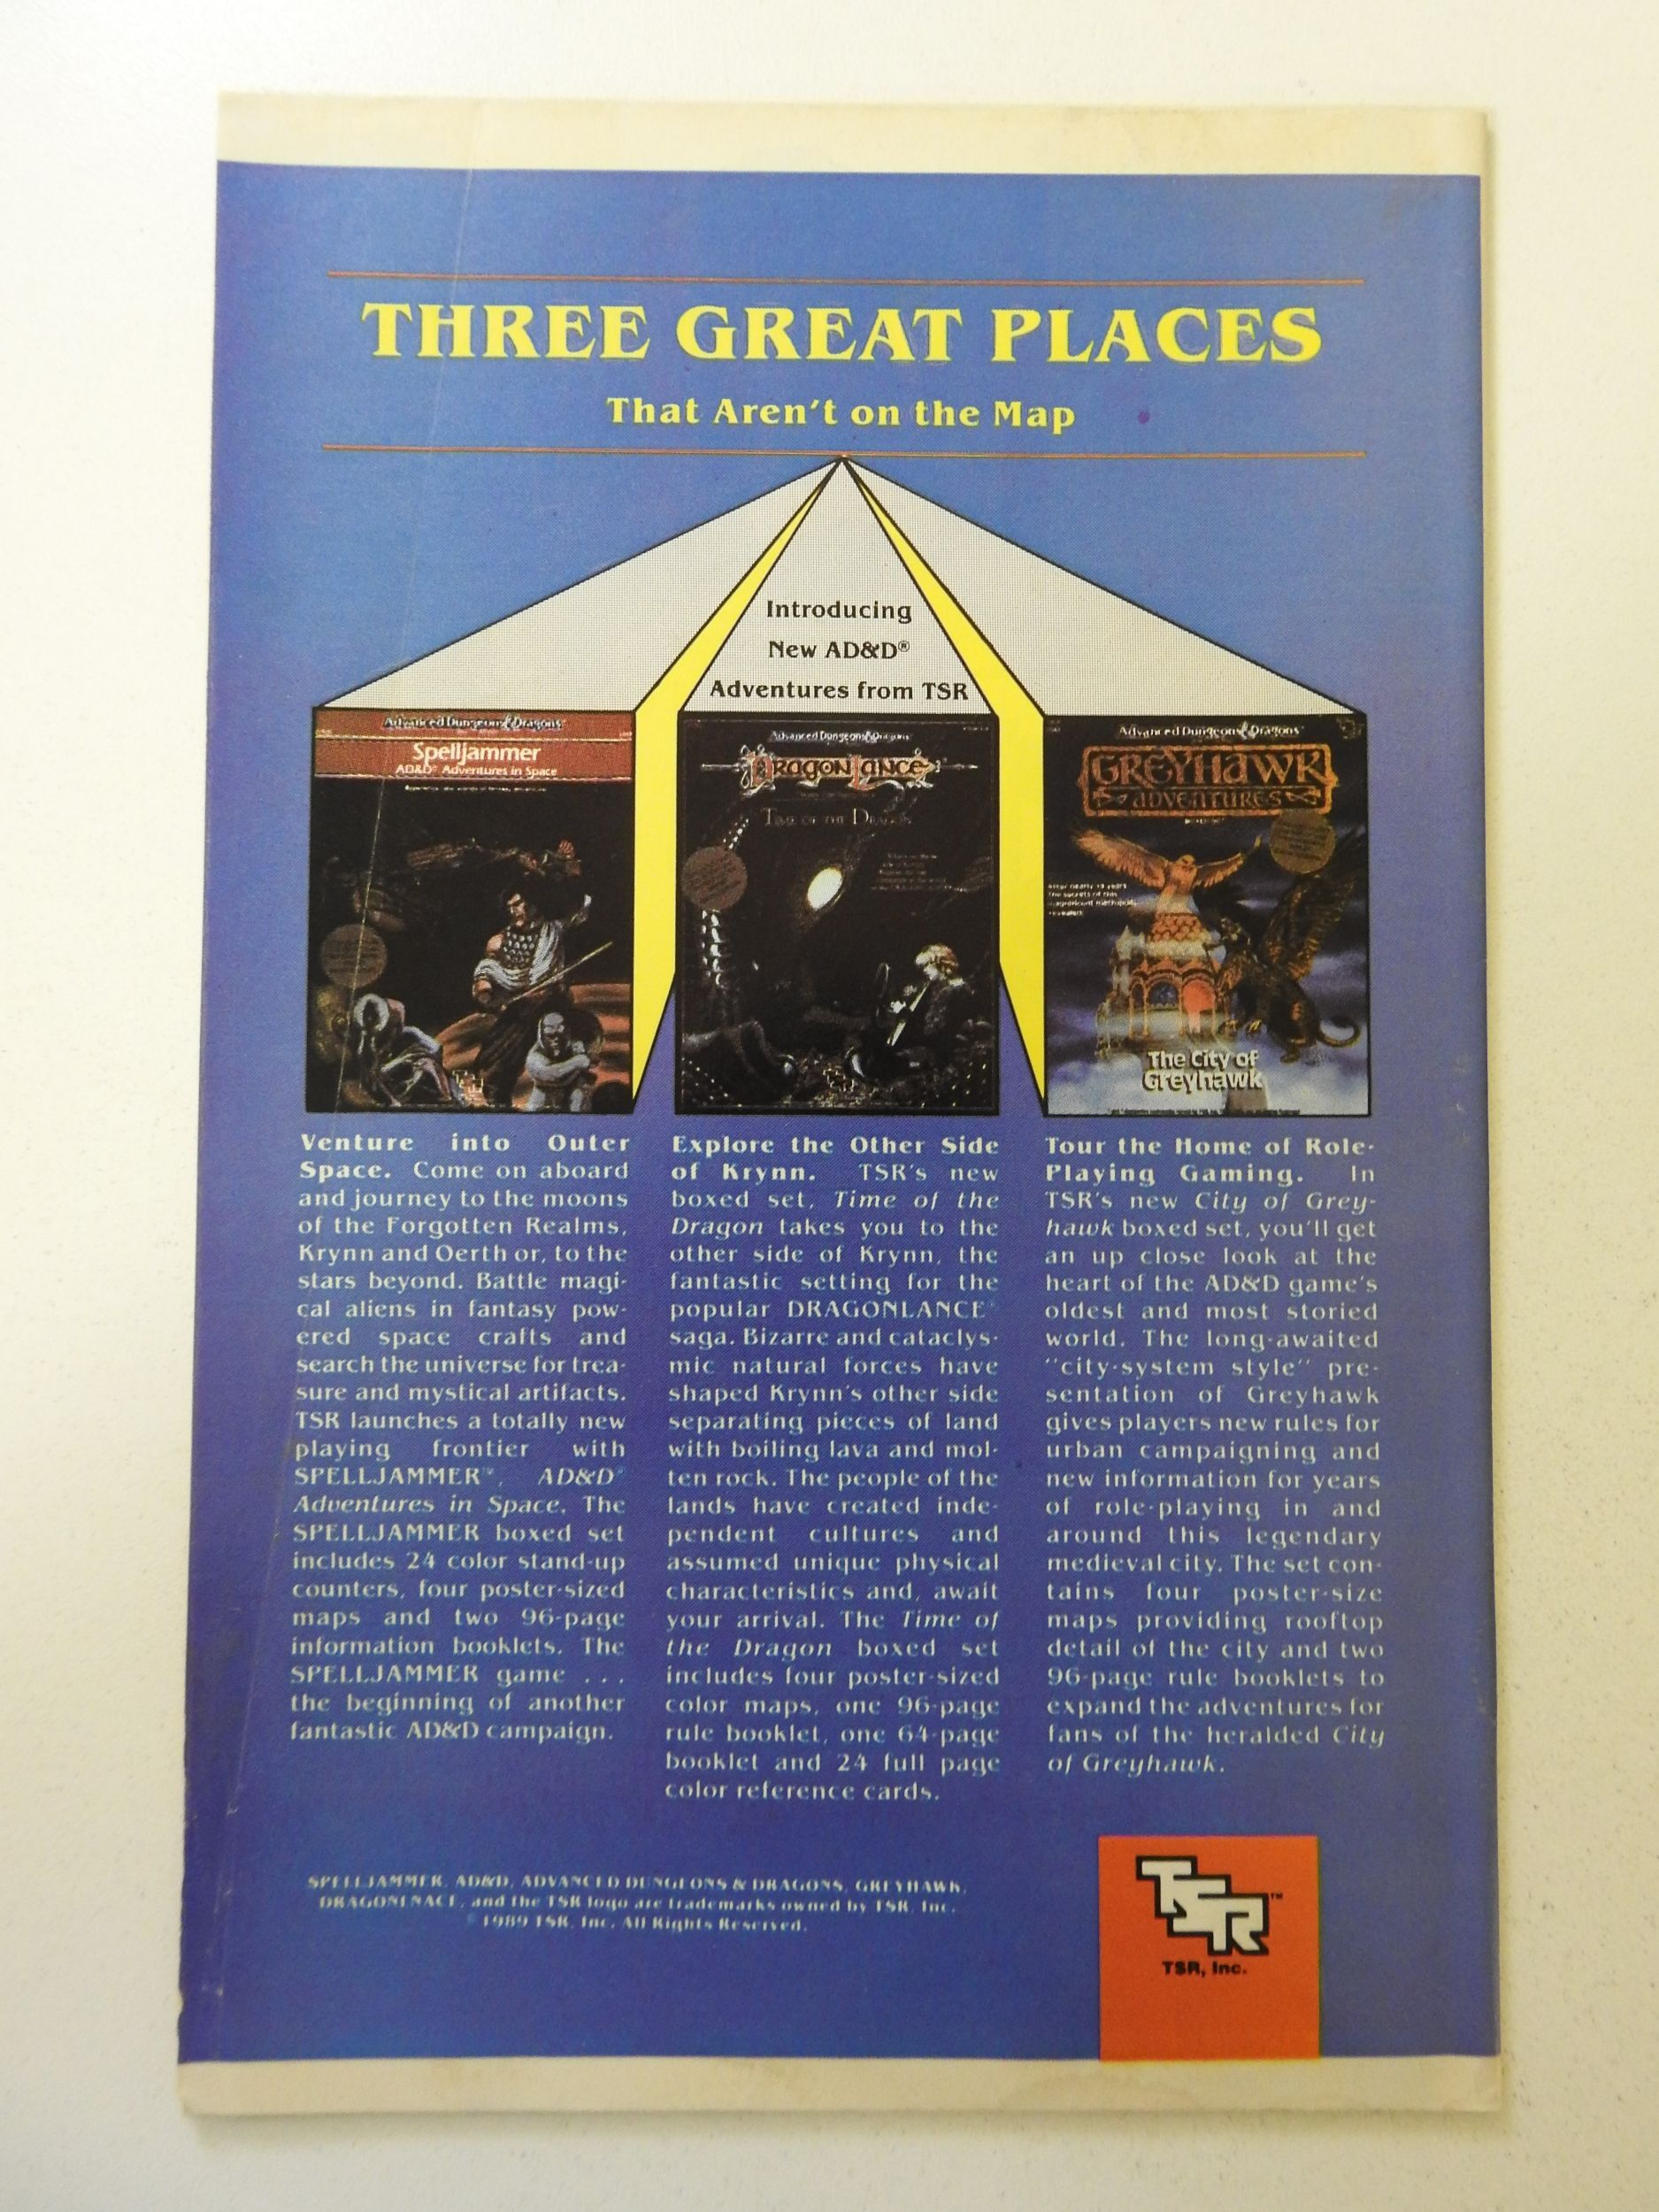 THREE GREAT PLACES
That Aren't on the Map
Introducing
New AD&D®
Adventures from TSR
Advanced Dungeons & Dragons
Spelljammer
AD&D® Adventures in Space
Advanced Dungeons & Dragons
DRAGONLANCE
Time of the Dragon
Advanced Dungeons & Dragons
GREYHAWK
ADVENTURES
After nearly 10 years
the secrets of this
magnificent metropolis
revealed!
The City of
Greyhawk
Venture into Outer
Space. Come on aboard
and journey to the moons
of the Forgotten Realms,
Krynn and Oerth or, to the
stars beyond. Battle magi-
cal aliens in fantasy pow-
ered space crafts and
search the universe for trea-
sure and mystical artifacts.
TSR launches a totally new
playing frontier with
SPELLJAMMER™, AD&D®
Adventures in Space. The
SPELLJAMMER boxed set
includes 24 color stand-up
counters, four poster-sized
maps and two 96-page
information booklets. The
SPELLJAMMER game . . .
the beginning of another
fantastic AD&D campaign.
Explore the Other Side
of Krynn. TSR's new
boxed set, Time of the
Dragon takes you to the
other side of Krynn, the
fantastic setting for the
popular DRAGONLANCE®
saga. Bizarre and cataclys-
mic natural forces have
shaped Krynn's other side
separating pieces of land
with boiling lava and mol-
ten rock. The people of the
lands have created inde-
pendent cultures and
assumed unique physical
characteristics and, await
your arrival. The Time of
the Dragon boxed set
includes four poster-sized
color maps, one 96-page
rule booklet, one 64-page
booklet and 24 full page
color reference cards.
Tour the Home of Role-
Playing Gaming. In
TSR's new City of Grey-
hawk boxed set, you'll get
an up close look at the
heart of the AD&D game's
oldest and most storied
world. The long-awaited
"city-system style" pre-
sentation of Greyhawk
gives players new rules for
urban campaigning and
new information for years
of role-playing in and
around this legendary
medieval city. The set con-
tains four poster-size
maps providing rooftop
detail of the city and two
96-page rule booklets to
expand the adventures for
fans of the heralded City
of Greyhawk.
SPELLJAMMER, AD&D, ADVANCED DUNGEONS & DRAGONS, GREYHAWK,
DRAGONLNACE, and the TSR logo are trademarks owned by TSR, Inc.
© 1989 TSR, Inc. All Rights Reserved.
TSR™
TSR, Inc.